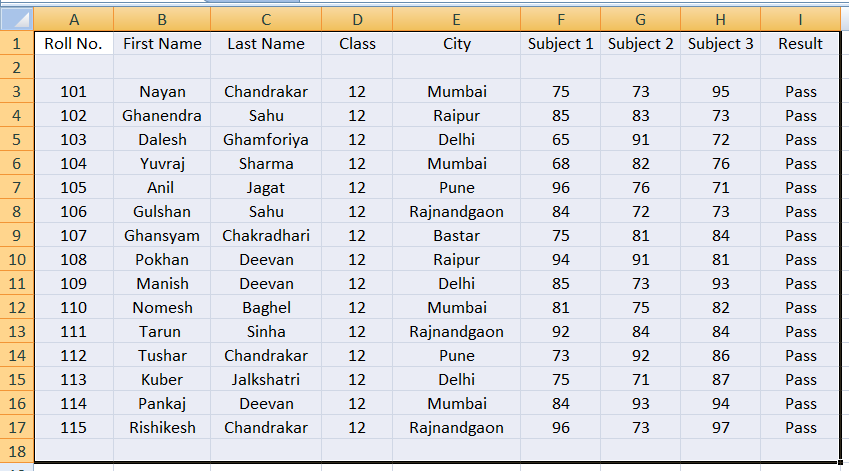 A B C D E F G H I
1 Roll No. First Name Last Name Class City Subject 1 Subject 2 Subject 3 Result
2
3 101 Nayan Chandrakar 12 Mumbai 75 73 95 Pass
4 102 Ghanendra Sahu 12 Raipur 85 83 73 Pass
5 103 Dalesh Ghamforiya 12 Delhi 65 91 72 Pass
6 104 Yuvraj Sharma 12 Mumbai 68 82 76 Pass
7 105 Anil Jagat 12 Pune 96 76 71 Pass
8 106 Gulshan Sahu 12 Rajnandgaon 84 72 73 Pass
9 107 Ghansyam Chakradhari 12 Bastar 75 81 84 Pass
10 108 Pokhan Deevan 12 Raipur 94 91 81 Pass
11 109 Manish Deevan 12 Delhi 85 73 93 Pass
12 110 Nomesh Baghel 12 Mumbai 81 75 82 Pass
13 111 Tarun Sinha 12 Rajnandgaon 92 84 84 Pass
14 112 Tushar Chandrakar 12 Pune 73 92 86 Pass
15 113 Kuber Jalkshatri 12 Delhi 75 71 87 Pass
16 114 Pankaj Deevan 12 Mumbai 84 93 94 Pass
17 115 Rishikesh Chandrakar 12 Rajnandgaon 96 73 97 Pass
18